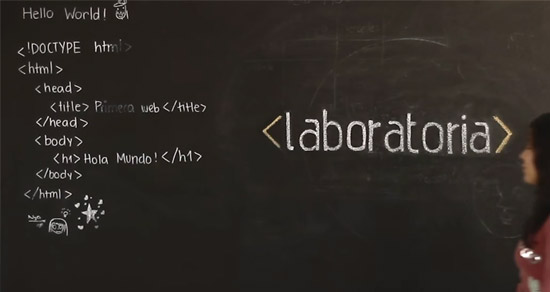 Hello World!
<!DOCTYPE html>
<html>
<head>
<title> Primera web </title>
</head>
<body>
<h1> Hola Mundo! </h1>
</body>
</html>
<laboratoria>